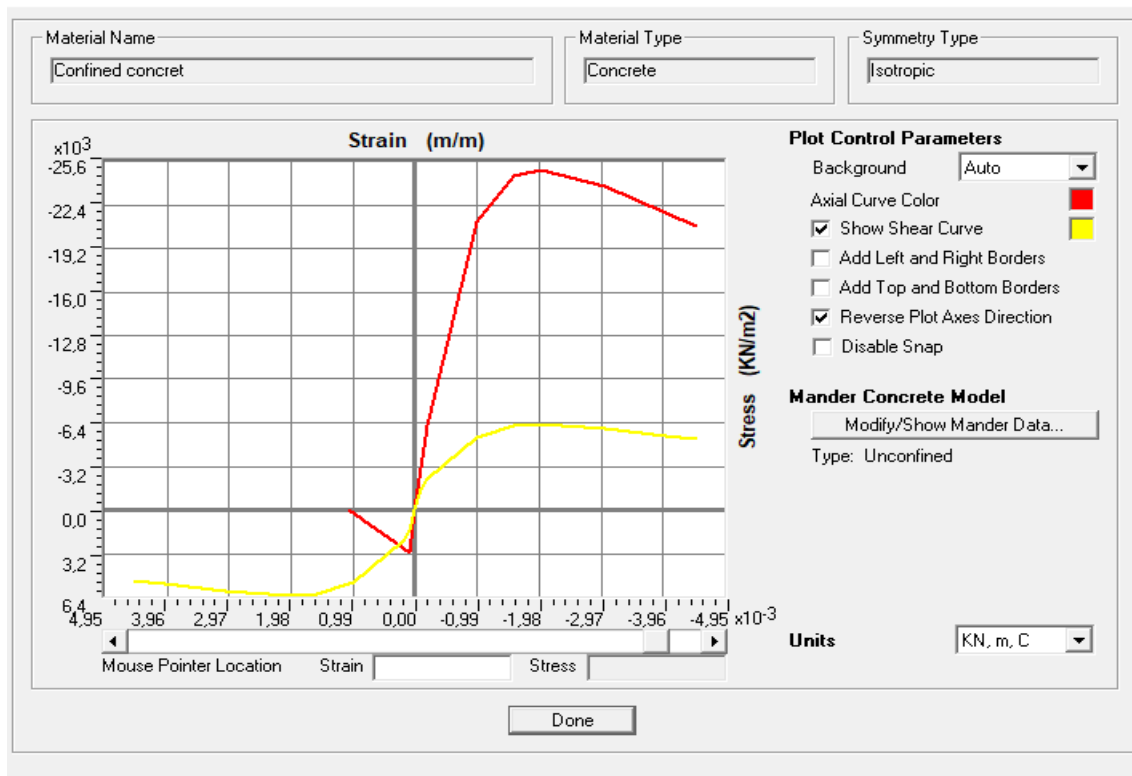 Material Name
Material Type
Symmetry Type
Confined concret
Concrete
Isotropic
Strain (m/m)
x10³
-25,6
-22,4
-19,2
-16,0
-12,8
-9,6
-6,4
-3,2
0,0
3,2
6,4
4,95 3,96 2,97 1,98 0,99 0,00 -0,99 -1,98 -2,97 -3,96 -4,95 x10⁻³
Stress (KN/m2)
Mouse Pointer Location Strain Stress
Plot Control Parameters
Background Auto
Axial Curve Color
Show Shear Curve
Add Left and Right Borders
Add Top and Bottom Borders
Reverse Plot Axes Direction
Disable Snap
Mander Concrete Model
Modify/Show Mander Data...
Type: Unconfined
Units KN, m, C
Done